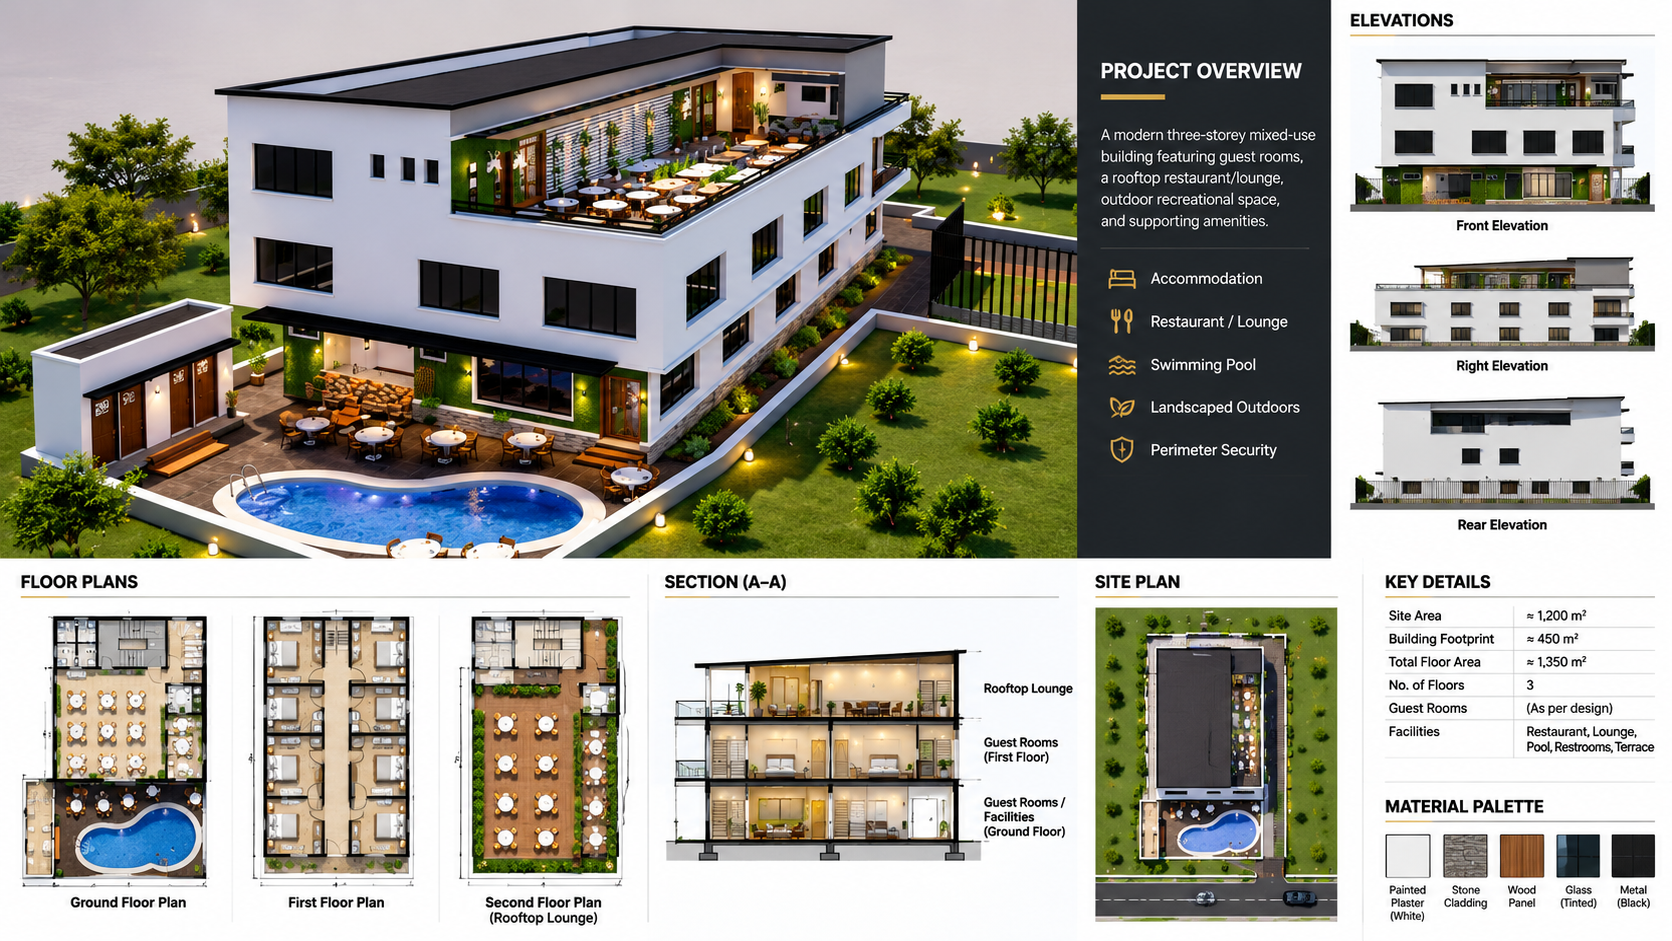 PROJECT OVERVIEW
A modern three-storey mixed-use
building featuring guest rooms,
a rooftop restaurant/lounge,
outdoor recreational space,
and supporting amenities.
Accommodation
Restaurant / Lounge
Swimming Pool
Landscaped Outdoors
Perimeter Security
ELEVATIONS
Front Elevation
Right Elevation
Rear Elevation
FLOOR PLANS
Ground Floor Plan
First Floor Plan
Second Floor Plan
(Rooftop Lounge)
SECTION (A–A)
Rooftop Lounge
Guest Rooms
(First Floor)
Guest Rooms /
Facilities
(Ground Floor)
SITE PLAN
KEY DETAILS
Site Area ≈ 1,200 m²
Building Footprint ≈ 450 m²
Total Floor Area ≈ 1,350 m²
No. of Floors 3
Guest Rooms (As per design)
Facilities Restaurant, Lounge,
Pool, Restrooms, Terrace
MATERIAL PALETTE
Painted
Plaster
(White)
Stone
Cladding
Wood
Panel
Glass
(Tinted)
Metal
(Black)